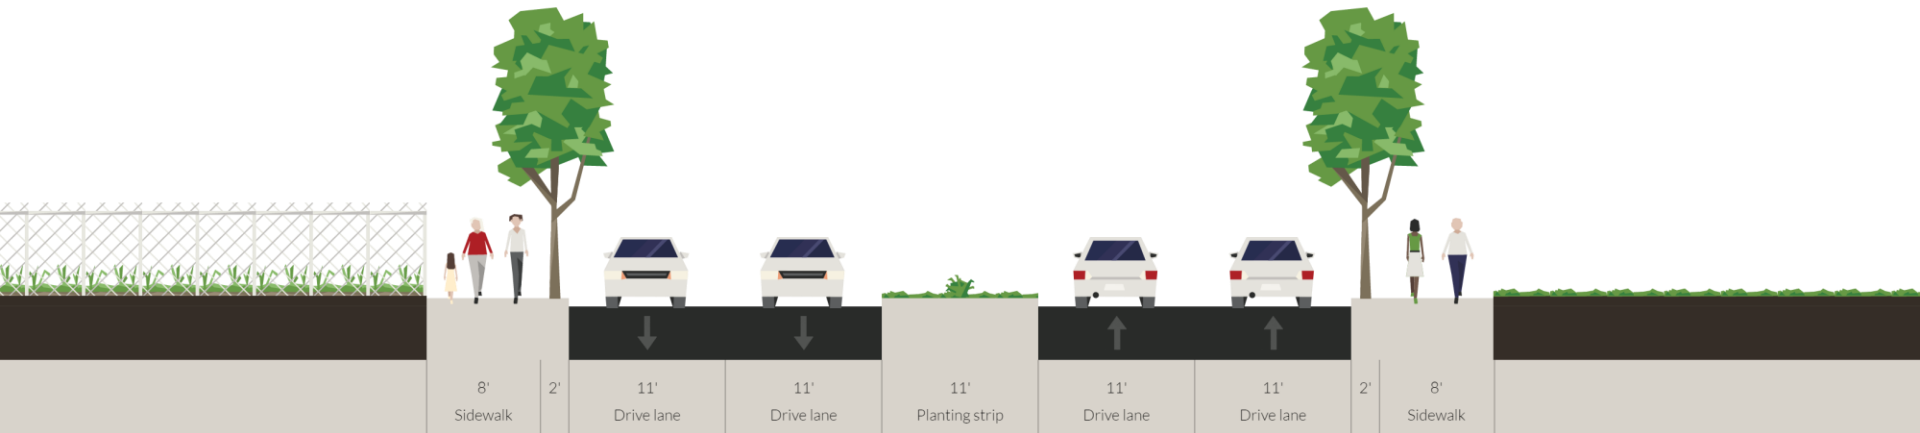 8'
Sidewalk
2'
11'
Drive lane
11'
Drive lane
11'
Planting strip
11'
Drive lane
11'
Drive lane
2'
8'
Sidewalk